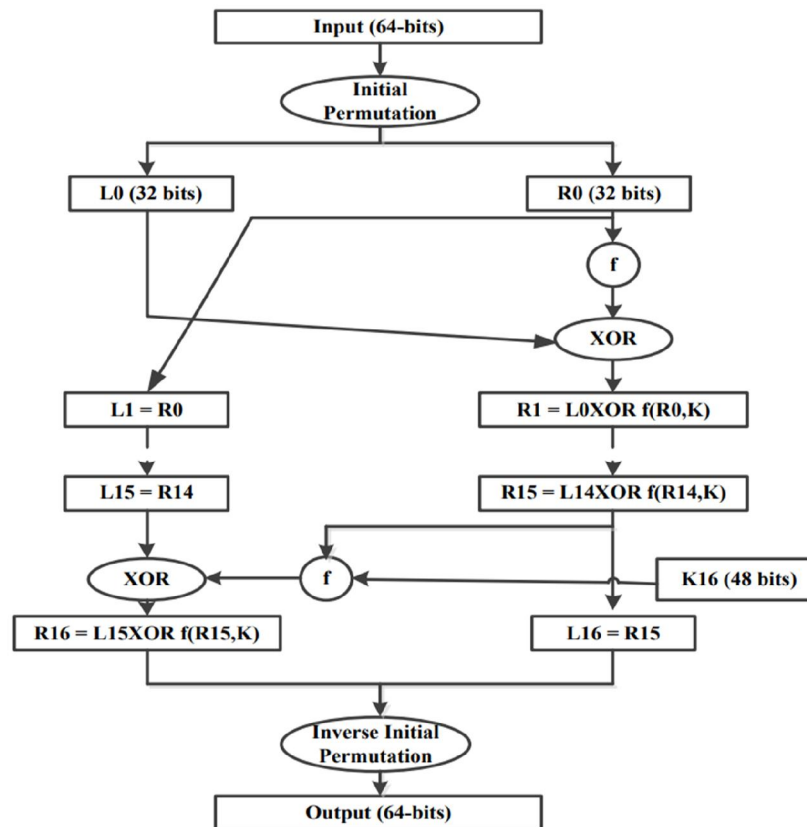 Input (64-bits)
Initial
Permutation
L0 (32 bits)
R0 (32 bits)
f
XOR
L1 = R0
R1 = L0XOR f(R0,K)
L15 = R14
R15 = L14XOR f(R14,K)
XOR
f
K16 (48 bits)
R16 = L15XOR f(R15,K)
L16 = R15
Inverse Initial
Permutation
Output (64-bits)